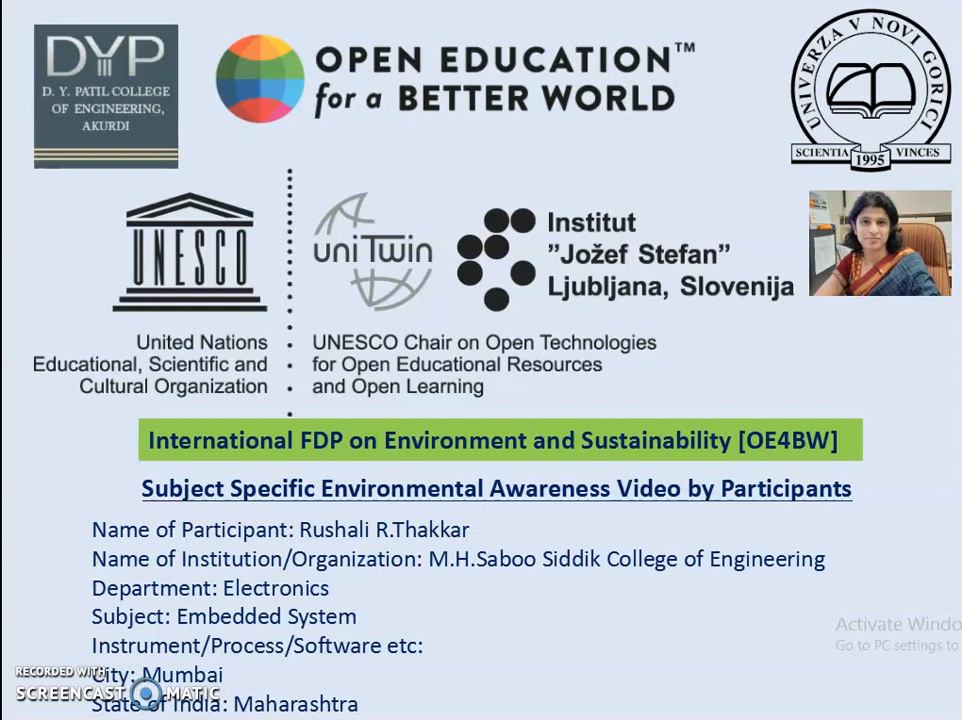 DYP
D. Y. PATIL COLLEGE
OF ENGINEERING,
AKURDI
OPEN EDUCATION™
for a BETTER WORLD
UNIVERZA V NOVI GORICI
SCIENTIA 1995 VINCES
UNESCO
uniTwin
Institut
”Jožef Stefan”
Ljubljana, Slovenija
United Nations
Educational, Scientific and
Cultural Organization
UNESCO Chair on Open Technologies
for Open Educational Resources
and Open Learning
International FDP on Environment and Sustainability [OE4BW]
Subject Specific Environmental Awareness Video by Participants
Name of Participant: Rushali R.Thakkar
Name of Institution/Organization: M.H.Saboo Siddik College of Engineering
Department: Electronics
Subject: Embedded System
Instrument/Process/Software etc:
City: Mumbai
State of India: Maharashtra
Activate Windo
Go to PC settings to
RECORDED WITH
SCREENCAST MATIC